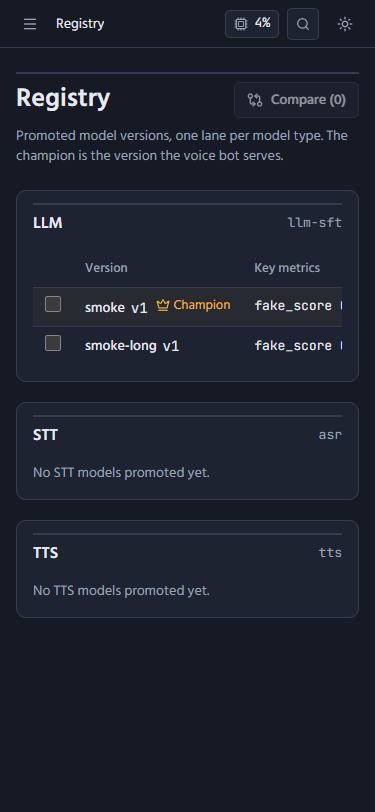 Registry
4%
Registry
Compare (0)
Promoted model versions, one lane per model type. The
champion is the version the voice bot serves.
LLM
llm-sft
Version
Key metrics
smoke v1 Champion
fake_score
smoke-long v1
fake_score
STT
asr
No STT models promoted yet.
TTS
tts
No TTS models promoted yet.